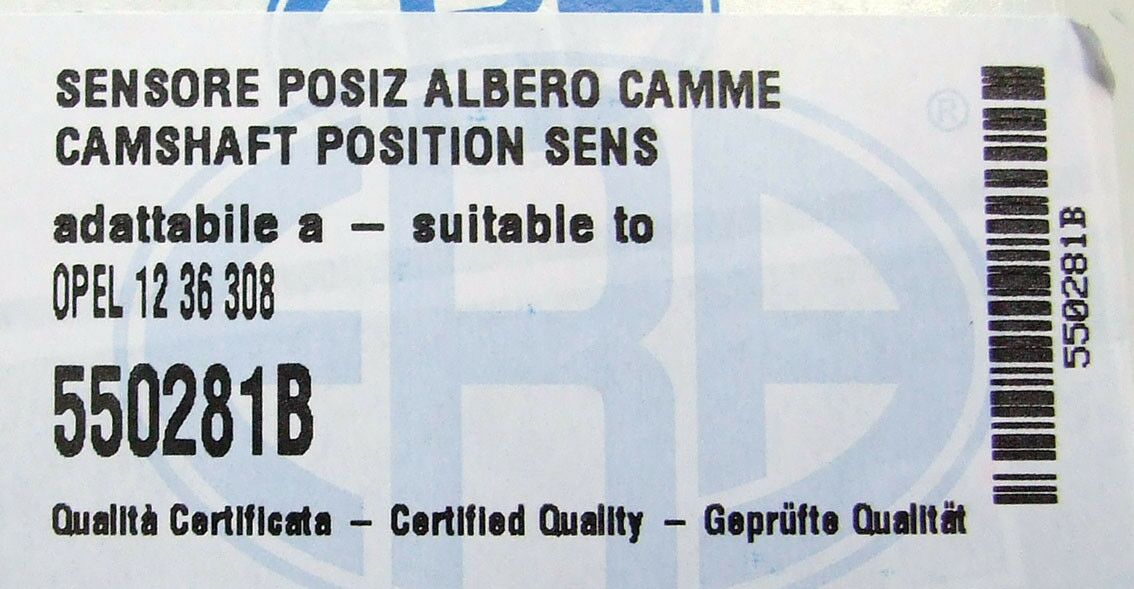 SENSORE POSIZ ALBERO CAMME
CAMSHAFT POSITION SENS
adattabile a – suitable to
OPEL 12 36 308
550281B
Qualità Certificata – Certified Quality – Geprüfte Qualität
550281B
ERA
®